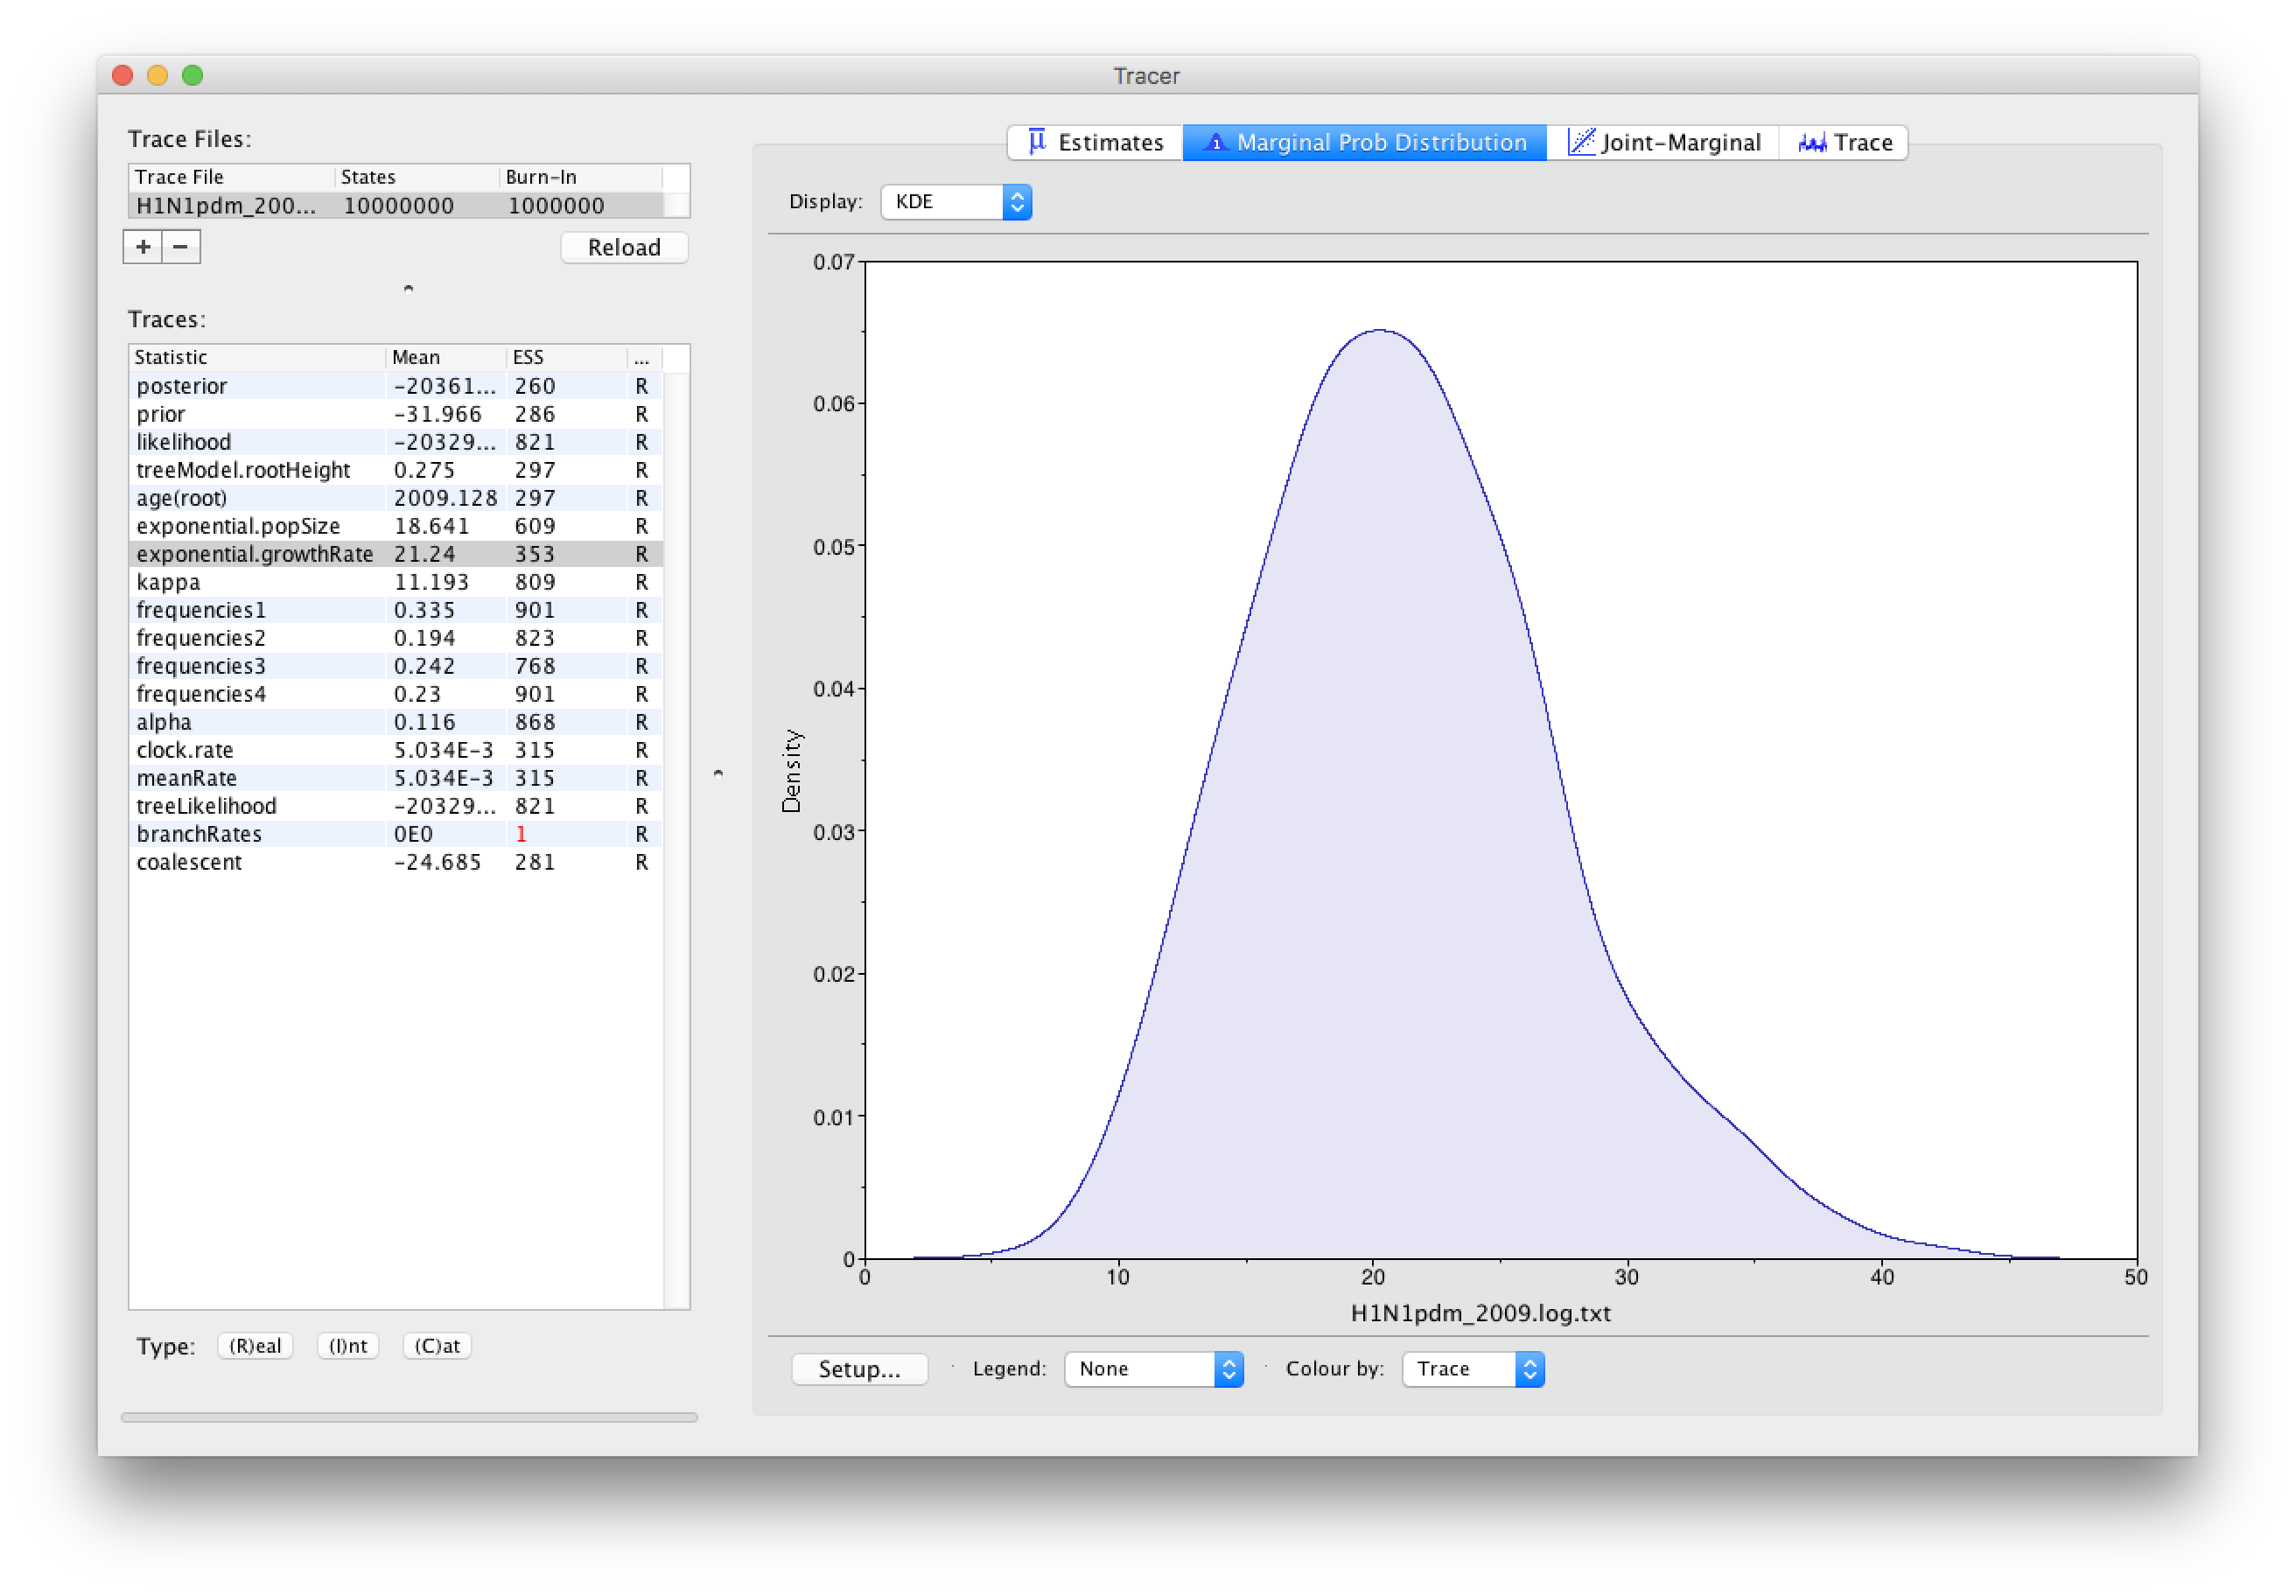 Tracer
Trace Files:
Trace File States Burn-In
H1N1pdm_200... 10000000 1000000
+ −
Reload
Traces:
Statistic Mean ESS ...
posterior -20361... 260 R
prior -31.966 286 R
likelihood -20329... 821 R
treeModel.rootHeight 0.275 297 R
age(root) 2009.128 297 R
exponential.popSize 18.641 609 R
exponential.growthRate 21.24 353 R
kappa 11.193 809 R
frequencies1 0.335 901 R
frequencies2 0.194 823 R
frequencies3 0.242 768 R
frequencies4 0.23 901 R
alpha 0.116 868 R
clock.rate 5.034E-3 315 R
meanRate 5.034E-3 315 R
treeLikelihood -20329... 821 R
branchRates 0E0 1 R
coalescent -24.685 281 R
Type: (R)eal (I)nt (C)at
μ Estimates 1 Marginal Prob Distribution Joint-Marginal Trace
Display: KDE
0.07
0.06
0.05
0.04
0.03
0.02
0.01
0
Density
0 10 20 30 40 50
H1N1pdm_2009.log.txt
Setup... Legend: None Colour by: Trace